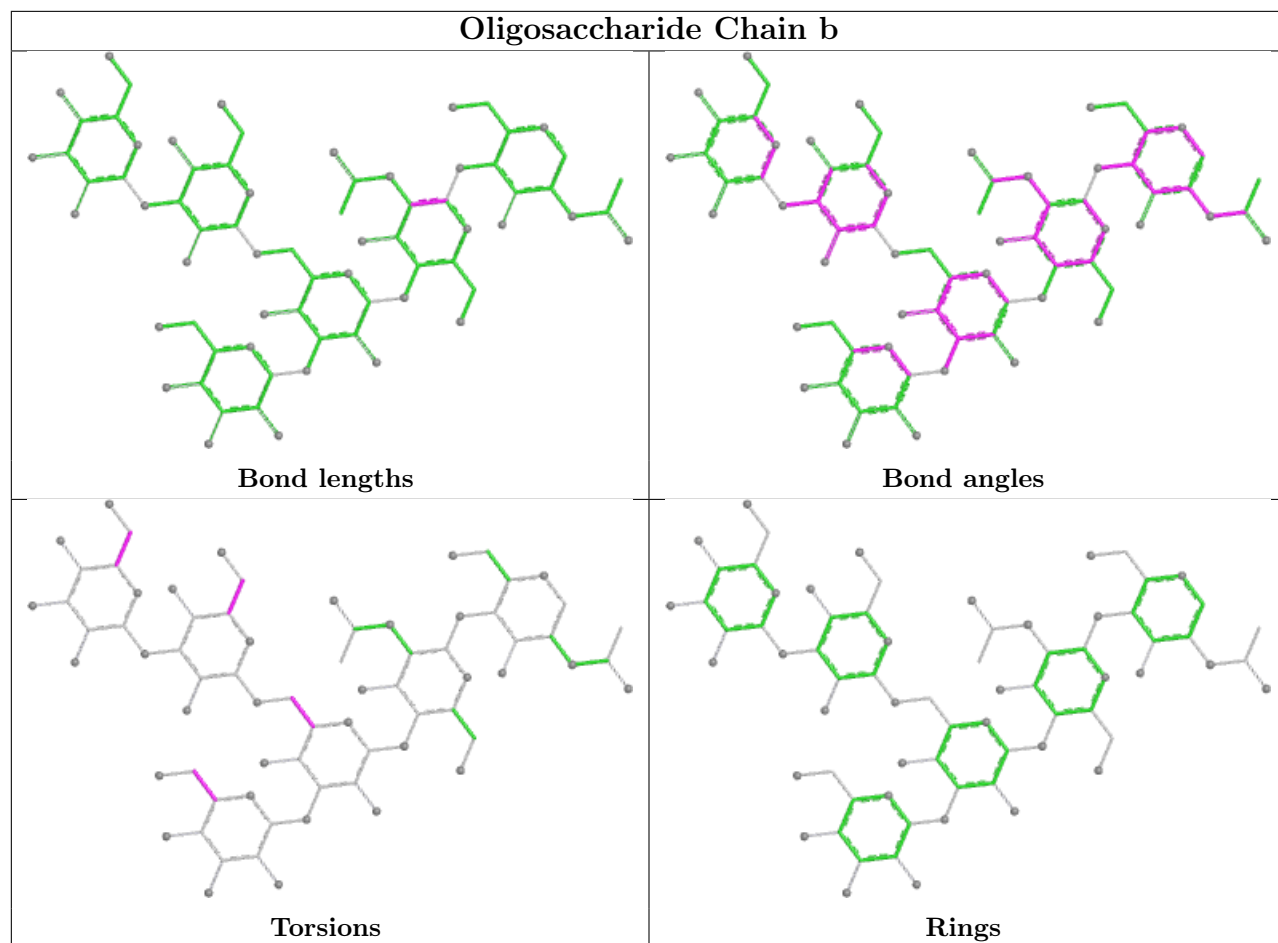 Oligosaccharide Chain b
Bond lengths
Bond angles
Torsions
Rings